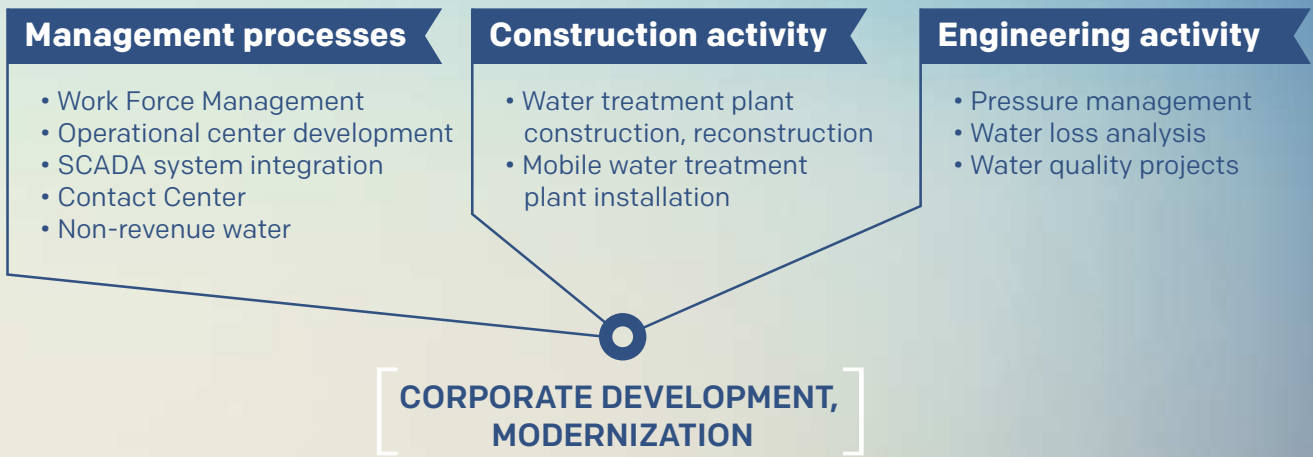 Management processes
• Work Force Management
• Operational center development
• SCADA system integration
• Contact Center
• Non-revenue water
Construction activity
• Water treatment plant
construction, reconstruction
• Mobile water treatment
plant installation
Engineering activity
• Pressure management
• Water loss analysis
• Water quality projects
CORPORATE DEVELOPMENT,
MODERNIZATION